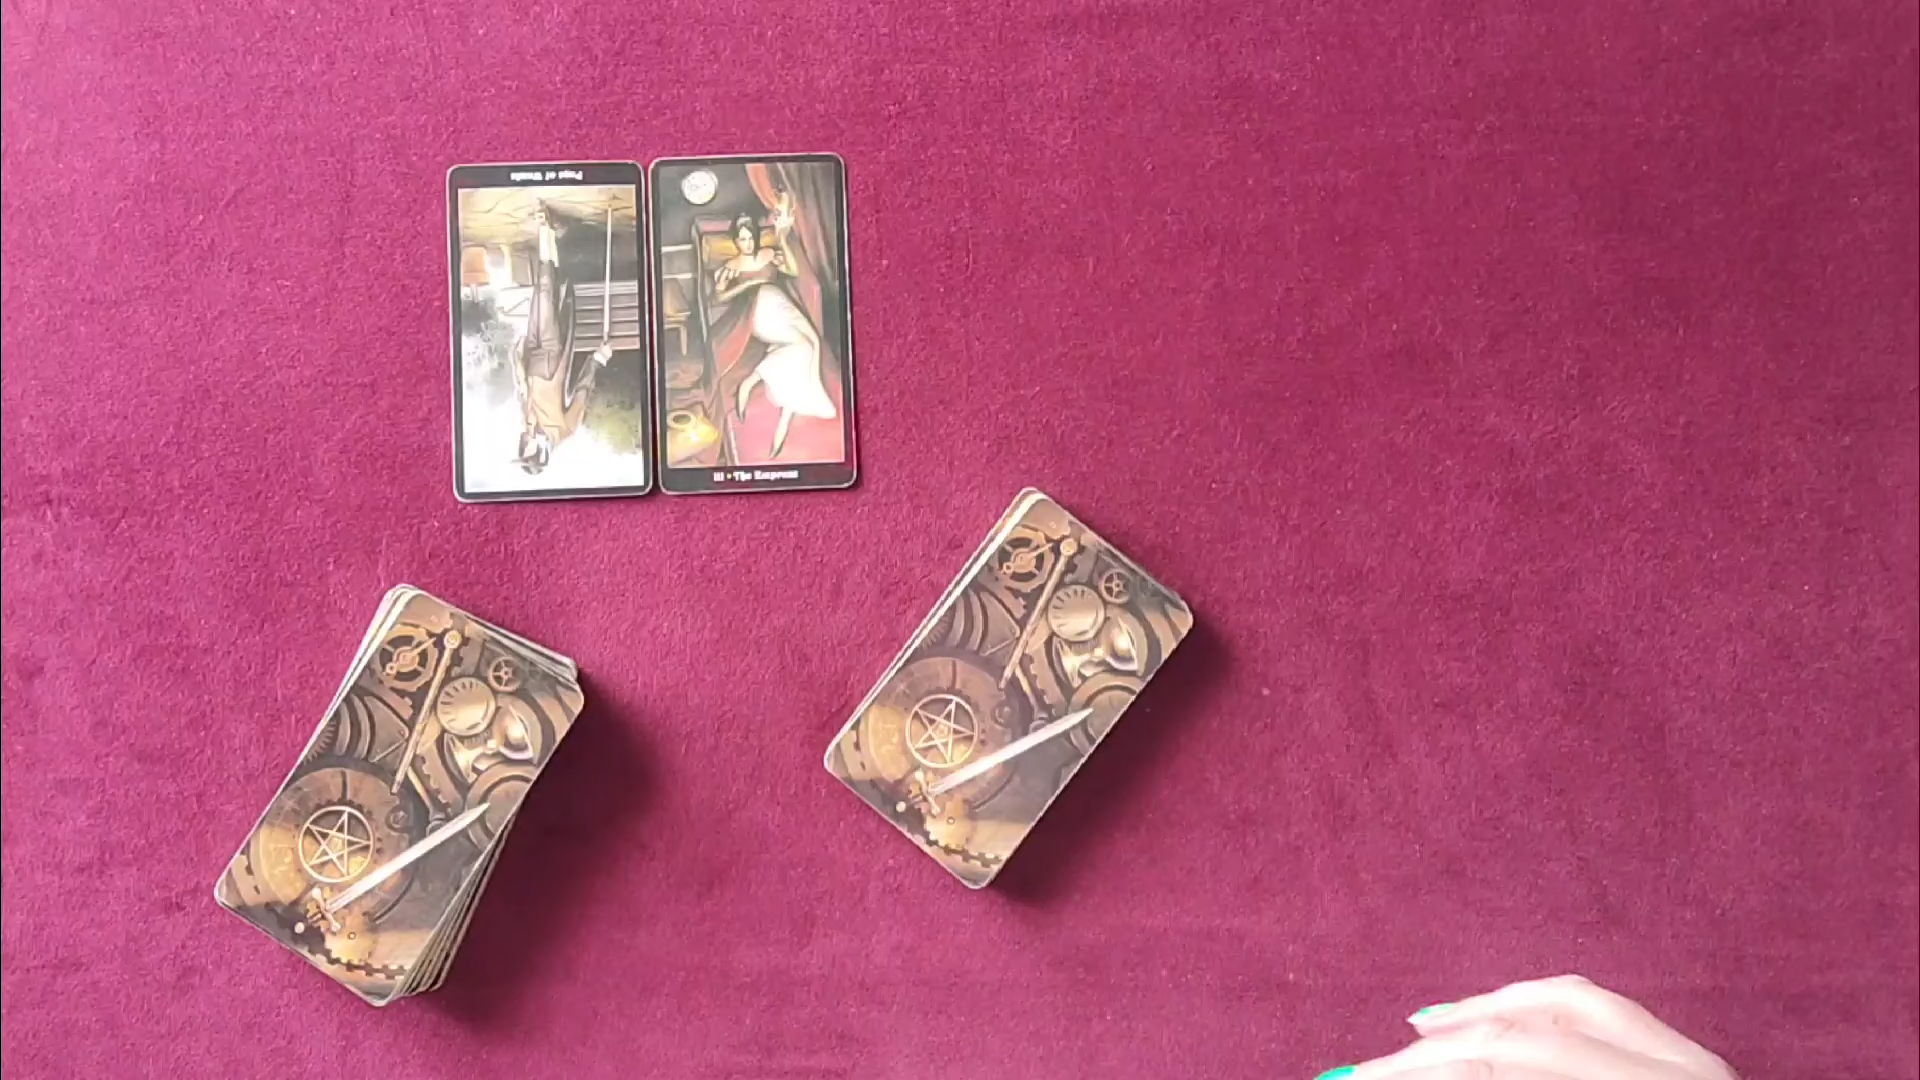 Page of Wands
III • The Empress